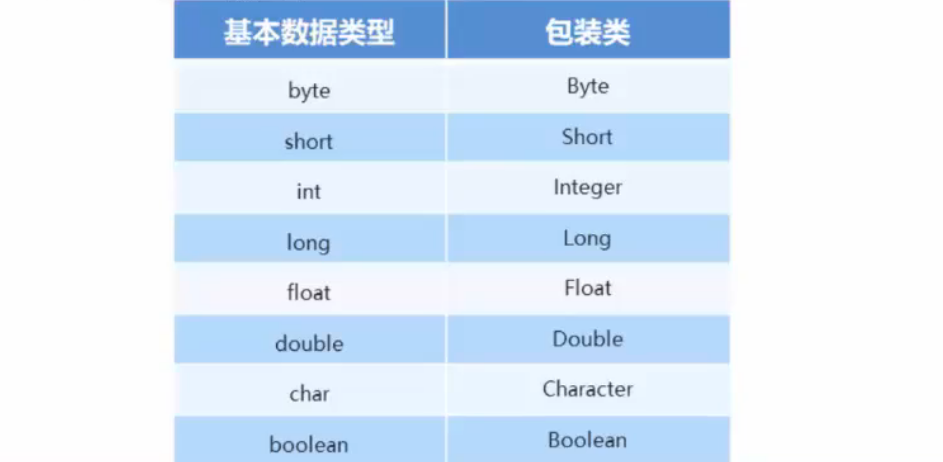 基本数据类型 包装类
byte Byte
short Short
int Integer
long Long
float Float
double Double
char Character
boolean Boolean